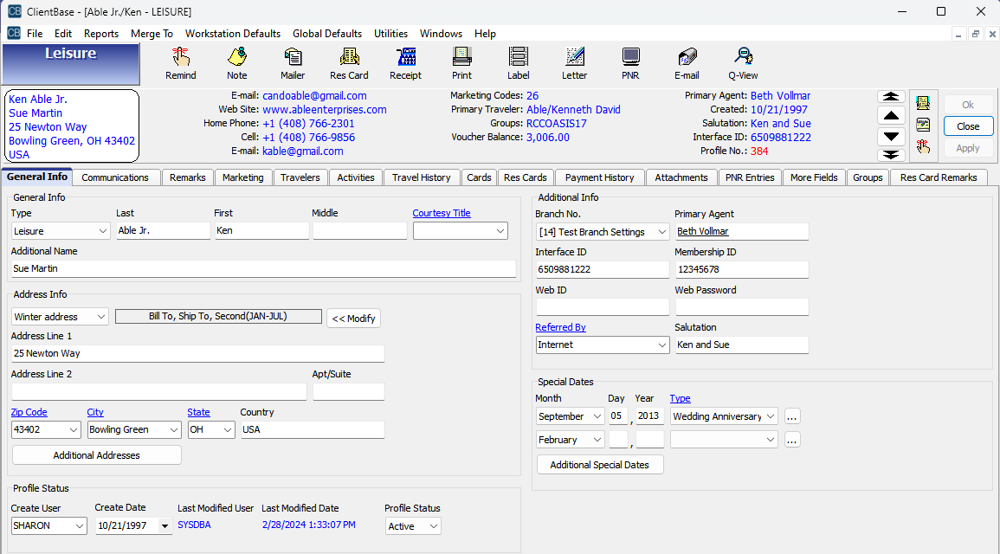 CB ClientBase - [Able Jr./Ken - LEISURE]
CB File Edit Reports Merge To Workstation Defaults Global Defaults Utilities Windows Help
Leisure
Remind Note Mailer Res Card Receipt Print Label Letter PNR E-mail Q-View
Ken Able Jr.
Sue Martin
25 Newton Way
Bowling Green, OH 43402
USA
E-mail: candoable@gmail.com
Web Site: www.ableenterprises.com
Home Phone: +1 (408) 766-2301
Cell: +1 (408) 766-9856
E-mail: kable@gmail.com
Marketing Codes: 26
Primary Traveler: Able/Kenneth David
Groups: RCCOASIS17
Voucher Balance: 3,006.00
Primary Agent: Beth Vollmar
Created: 10/21/1997
Salutation: Ken and Sue
Interface ID: 6509881222
Profile No.: 384
Ok
Close
Apply
General Info Communications Remarks Marketing Travelers Activities Travel History Cards Res Cards Payment History Attachments PNR Entries More Fields Groups Res Card Remarks
General Info
Type Last First Middle Courtesy Title
Leisure Able Jr. Ken
Additional Name
Sue Martin
Address Info
Winter address Bill To, Ship To, Second(JAN-JUL) << Modify
Address Line 1
25 Newton Way
Address Line 2 Apt/Suite
Zip Code City State Country
43402 Bowling Green OH USA
Additional Addresses
Profile Status
Create User Create Date Last Modified User Last Modified Date Profile Status
SHARON 10/21/1997 SYSDBA 2/28/2024 1:33:07 PM Active
Additional Info
Branch No. Primary Agent
[14] Test Branch Settings Beth Vollmar
Interface ID Membership ID
6509881222 12345678
Web ID Web Password
Referred By Salutation
Internet Ken and Sue
Special Dates
Month Day Year Type
September 05 , 2013 Wedding Anniversary ...
February , ...
Additional Special Dates